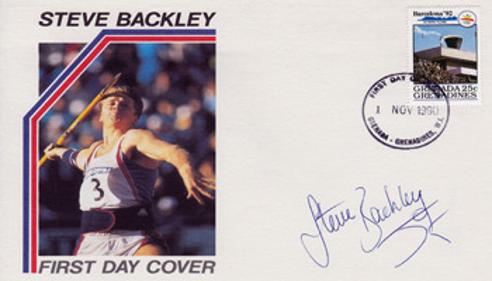 STEVE BACKLEY
3
FIRST DAY COVER
Barcelona '92
GRENADA 25c
GRENADINES
FIRST DAY OF
1 NOV 1990
GRENADA - GRENADINES, W.I.
Steve Backley